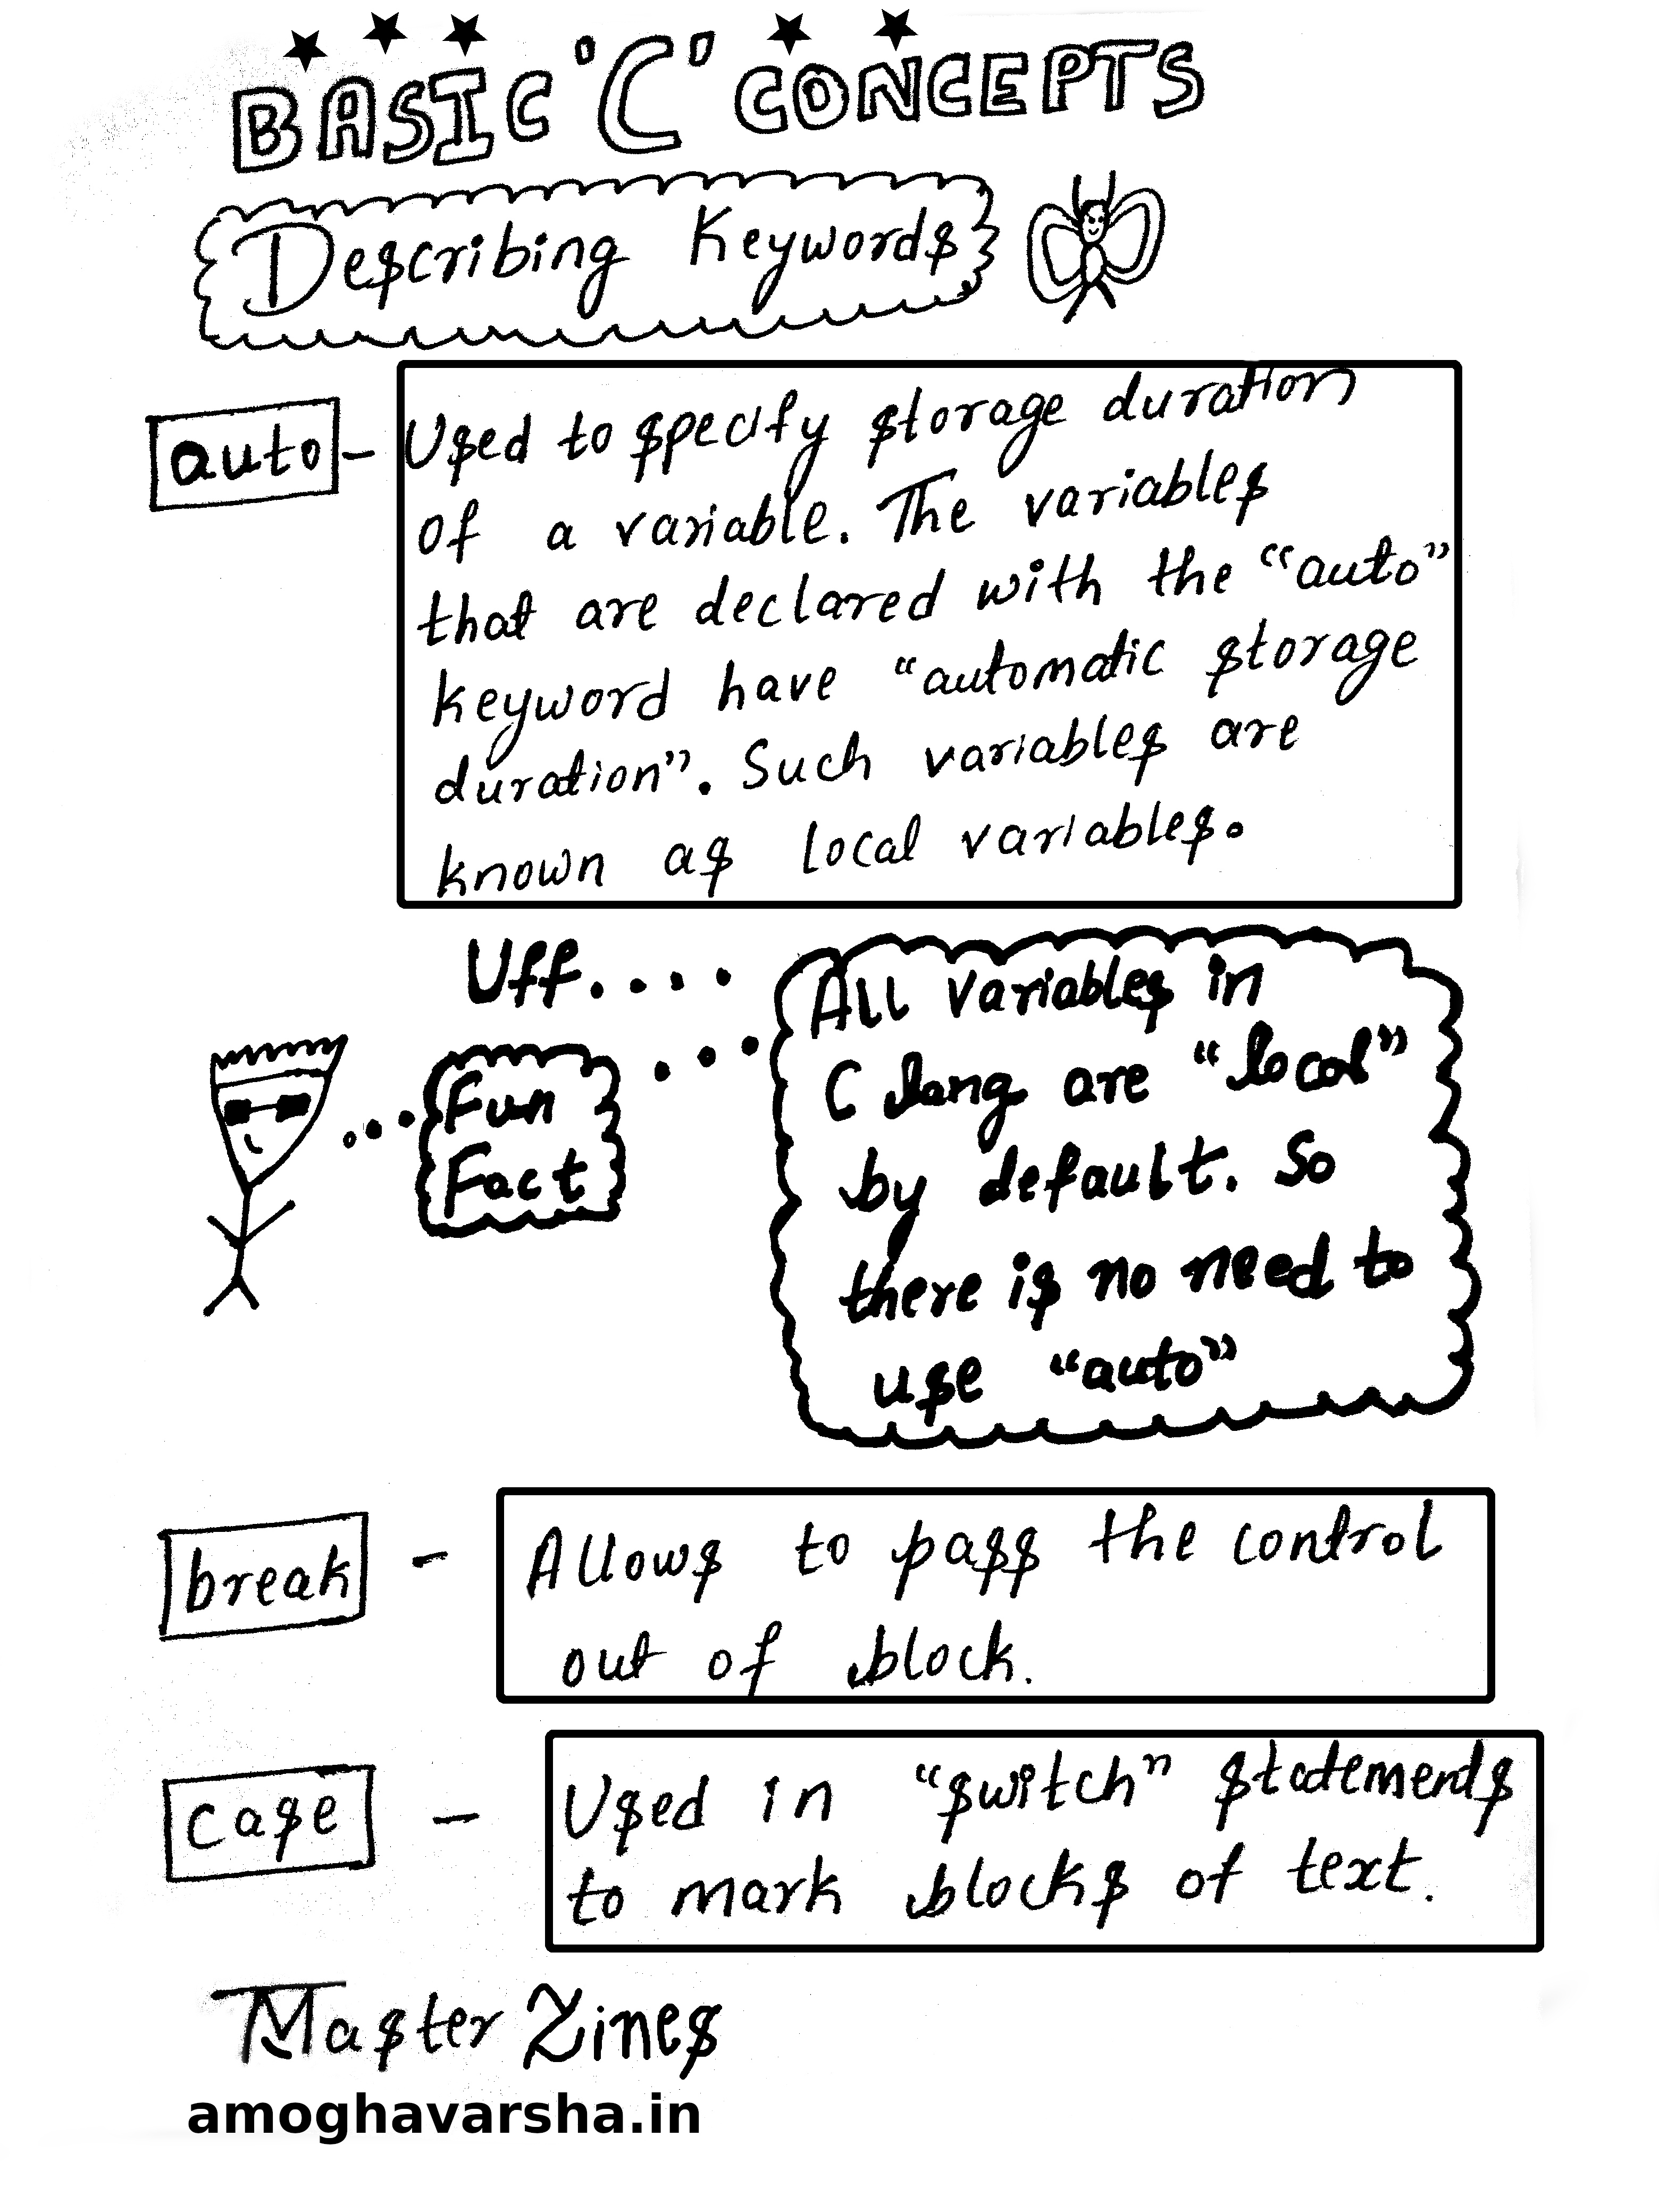 BASIC 'C' CONCEPTS
Describing Keywords
auto - Used to specify storage duration
of a variable. The variables
that are declared with the "auto"
keyword have "automatic storage
duration". Such variables are
known as local variables.
Uff....
Fun
Fact
All variables in
C lang are "local"
by default. So
there is no need to
use "auto"
break - Allows to pass the control
out of block.
case - Used in "switch" statements
to mark blocks of text.
Master Zines
amoghavarsha.in